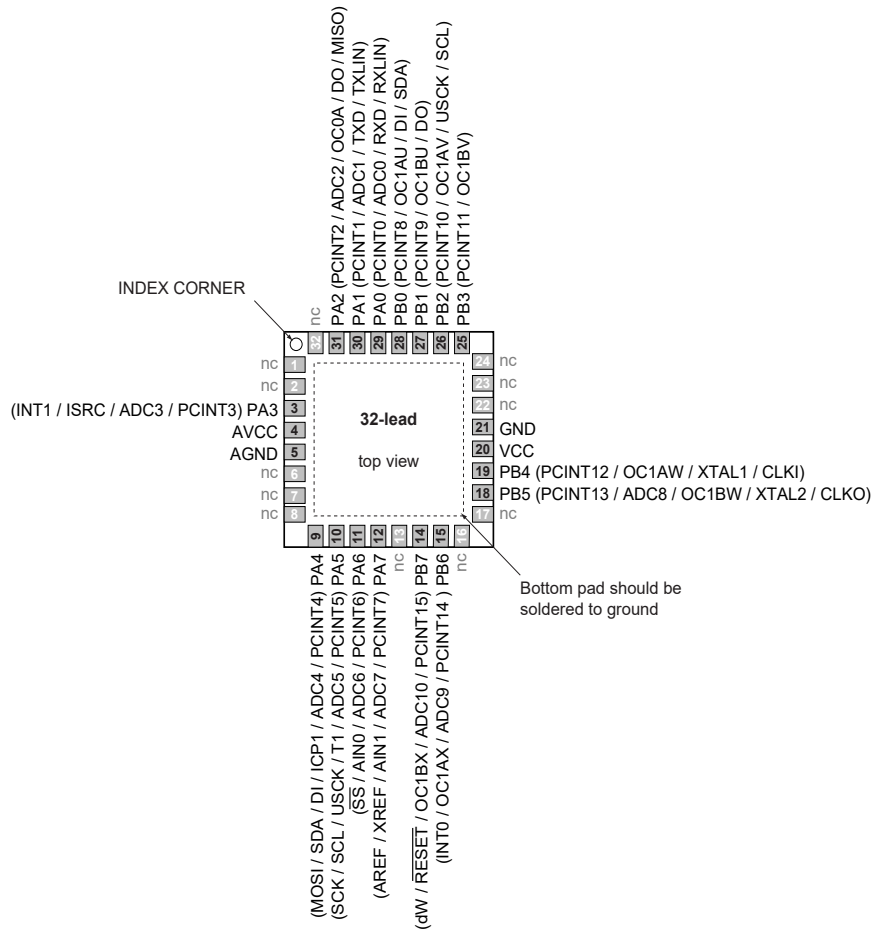 PA2 (PCINT2 / ADC2 / OC0A / DO / MISO)
PA1 (PCINT1 / ADC1 / TXD / TXLIN)
PA0 (PCINT0 / ADC0 / RXD / RXLIN)
PB0 (PCINT8 / OC1AU / DI / SDA)
PB1 (PCINT9 / OC1BU / DO)
PB2 (PCINT10 / OC1AV / USCK / SCL)
PB3 (PCINT11 / OC1BV)
INDEX CORNER
nc
32
31
30
29
28
27
26
25
nc 1
nc 2
(INT1 / ISRC / ADC3 / PCINT3) PA3 3
AVCC 4
AGND 5
nc 6
nc 7
nc 8
32-lead
top view
24 nc
23 nc
22 nc
21 GND
20 VCC
19 PB4 (PCINT12 / OC1AW / XTAL1 / CLKI)
18 PB5 (PCINT13 / ADC8 / OC1BW / XTAL2 / CLKO)
17 nc
9
10
11
12
13
14
15
16
(MOSI / SDA / DI / ICP1 / ADC4 / PCINT4) PA4
(SCK / SCL / USCK / T1 / ADC5 / PCINT5) PA5
(SS / AIN0 / ADC6 / PCINT6) PA6
(AREF / XREF / AIN1 / ADC7 / PCINT7) PA7
nc
(dW / RESET / OC1BX / ADC10 / PCINT15) PB7
(INT0 / OC1AX / ADC9 / PCINT14 ) PB6
nc
Bottom pad should be
soldered to ground